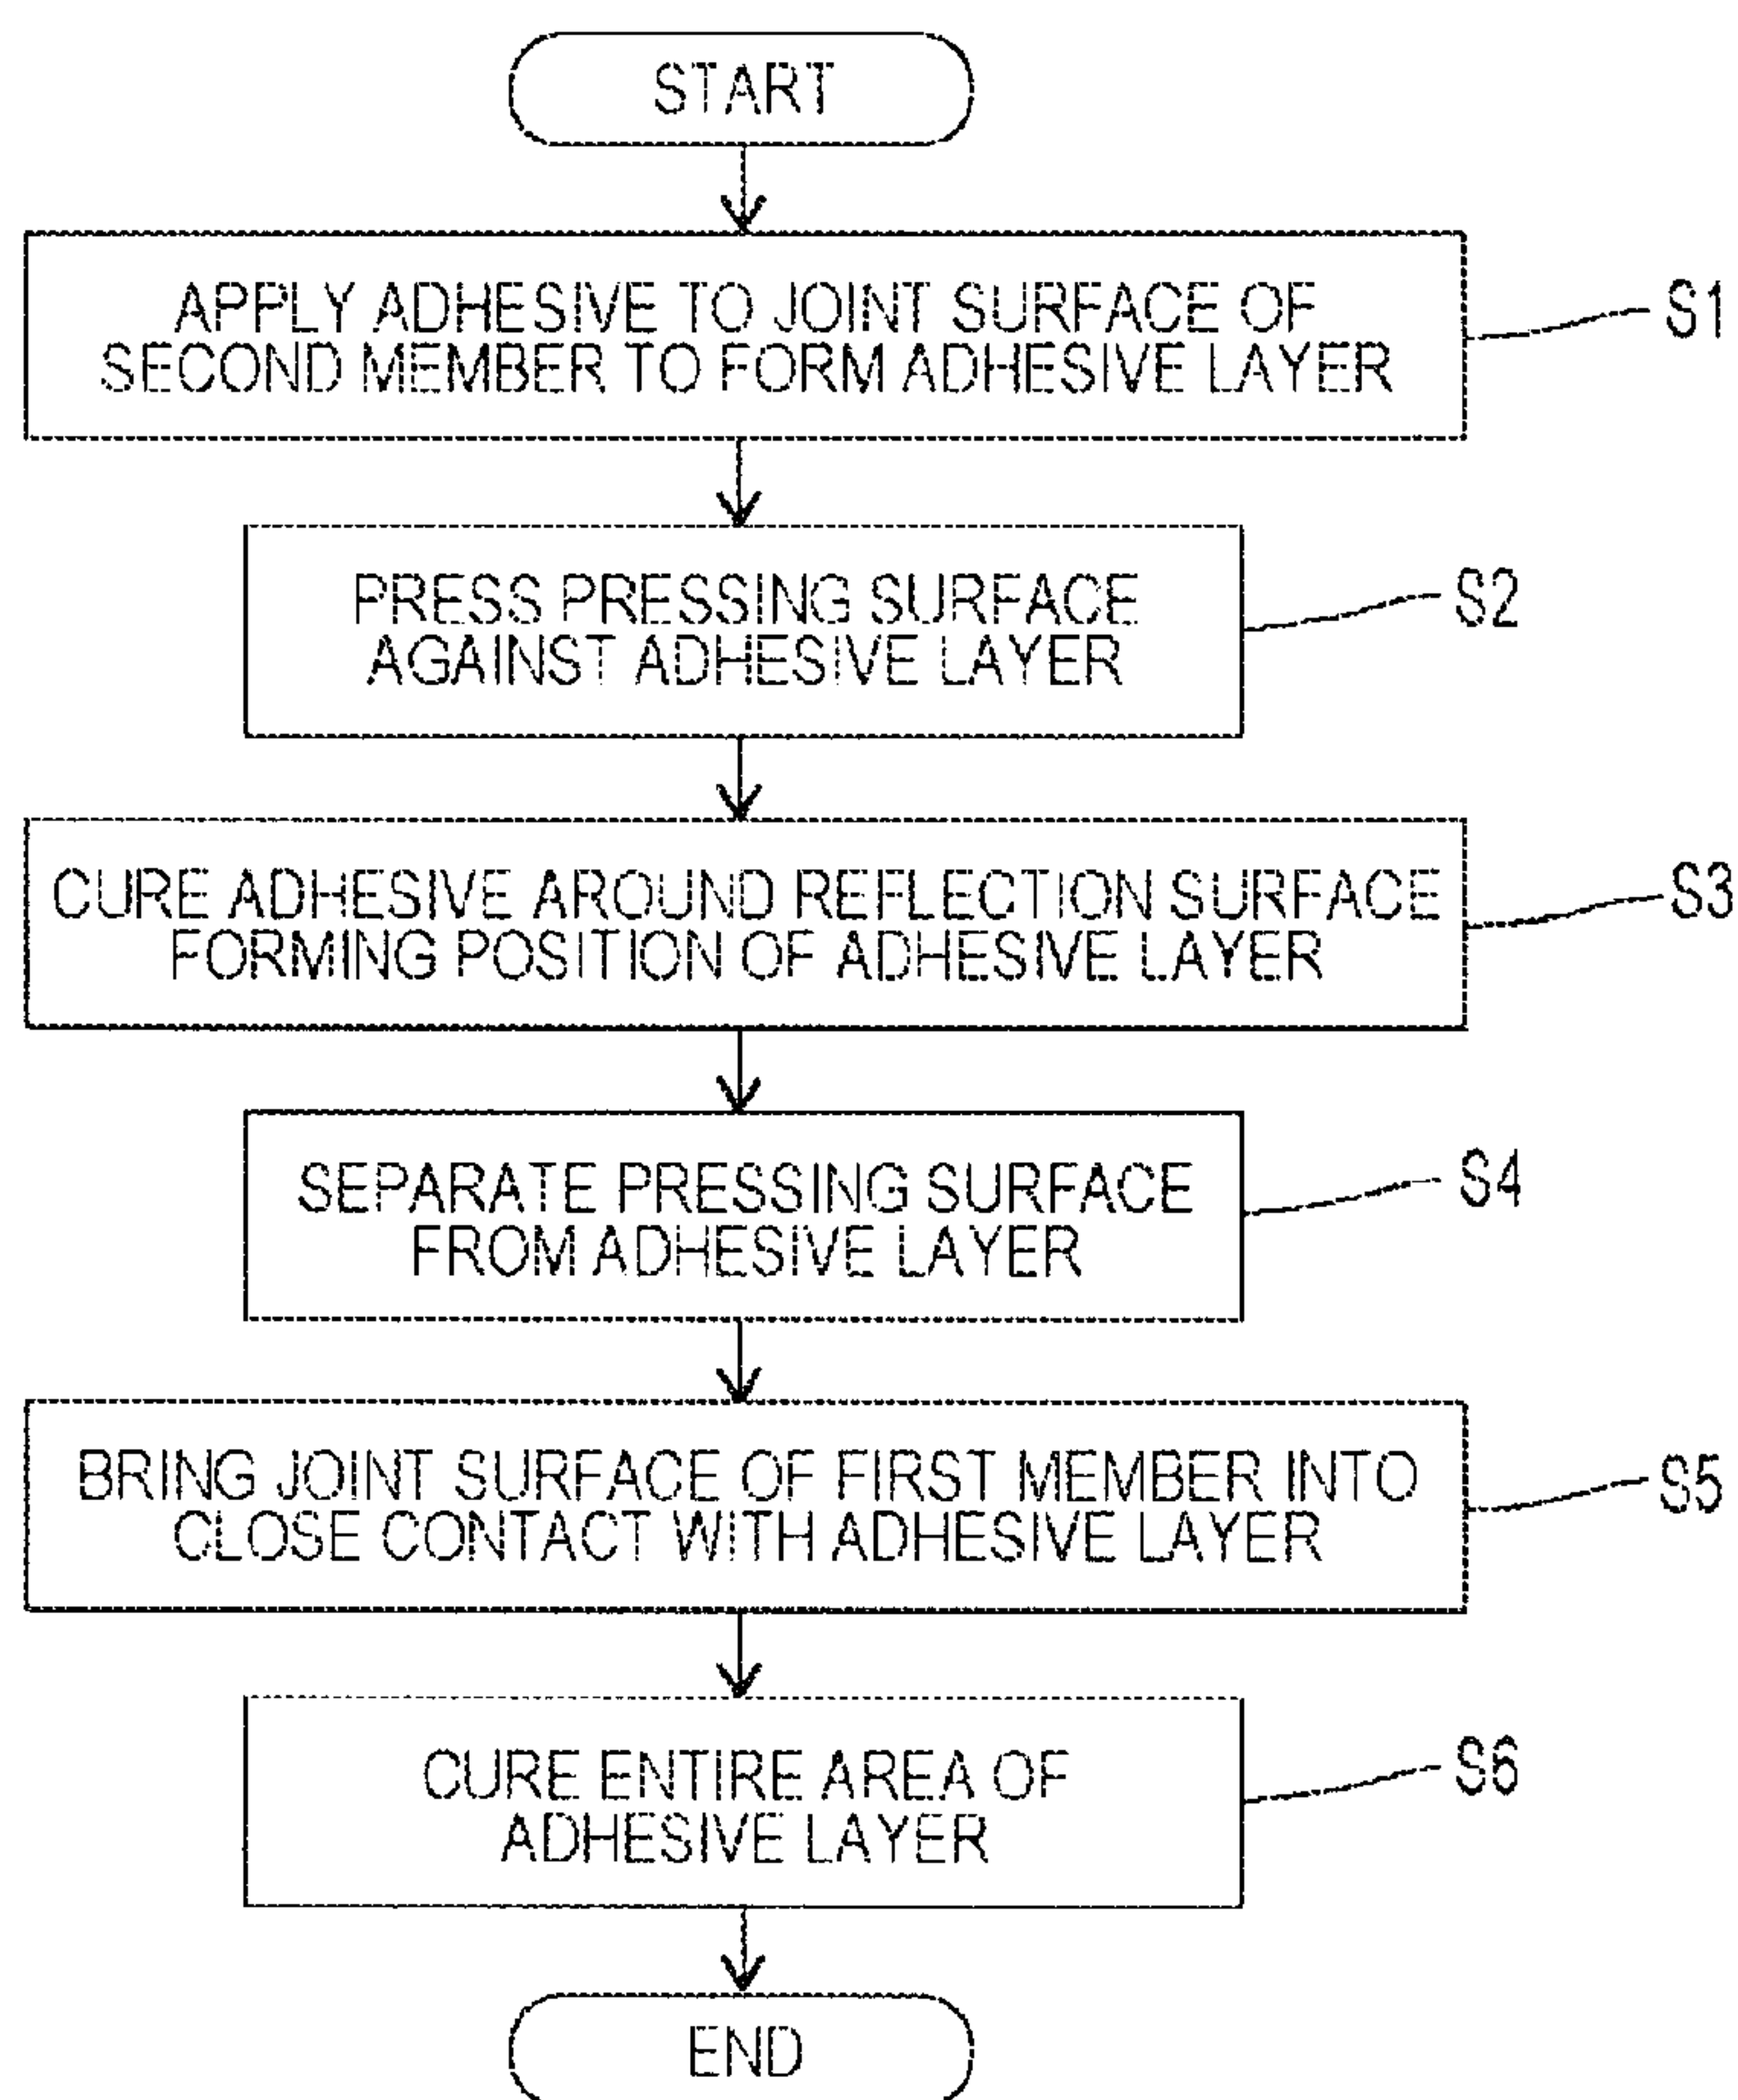 START
APPLY ADHESIVE TO JOINT SURFACE OF
SECOND MEMBER TO FORM ADHESIVE LAYER
S1
PRESS PRESSING SURFACE
AGAINST ADHESIVE LAYER
S2
CURE ADHESIVE AROUND REFLECTION SURFACE
FORMING POSITION OF ADHESIVE LAYER
S3
SEPARATE PRESSING SURFACE
FROM ADHESIVE LAYER
S4
BRING JOINT SURFACE OF FIRST MEMBER INTO
CLOSE CONTACT WITH ADHESIVE LAYER
S5
CURE ENTIRE AREA OF
ADHESIVE LAYER
S6
END